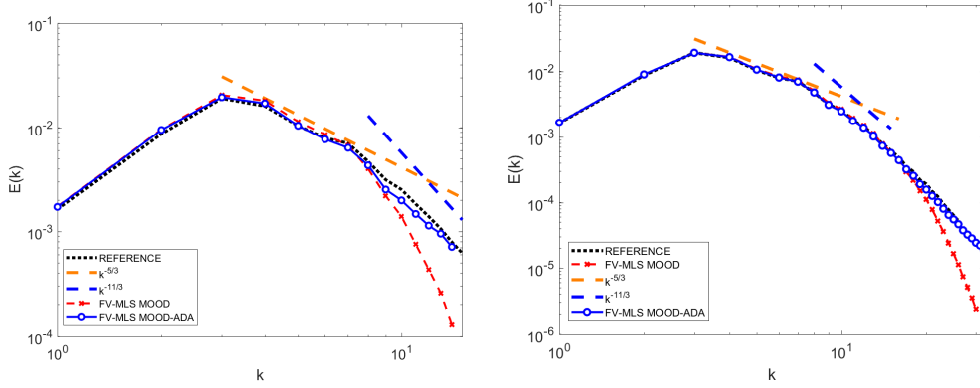 10^-1
10^-2
10^-3
10^-4
E(k)
10^0
10^1
k
REFERENCE
k^-5/3
k^-11/3
FV-MLS MOOD
FV-MLS MOOD-ADA
10^-1
10^-2
10^-3
10^-4
10^-5
10^-6
E(k)
10^0
10^1
k
REFERENCE
FV-MLS MOOD
k^-5/3
k^-11/3
FV-MLS MOOD-ADA